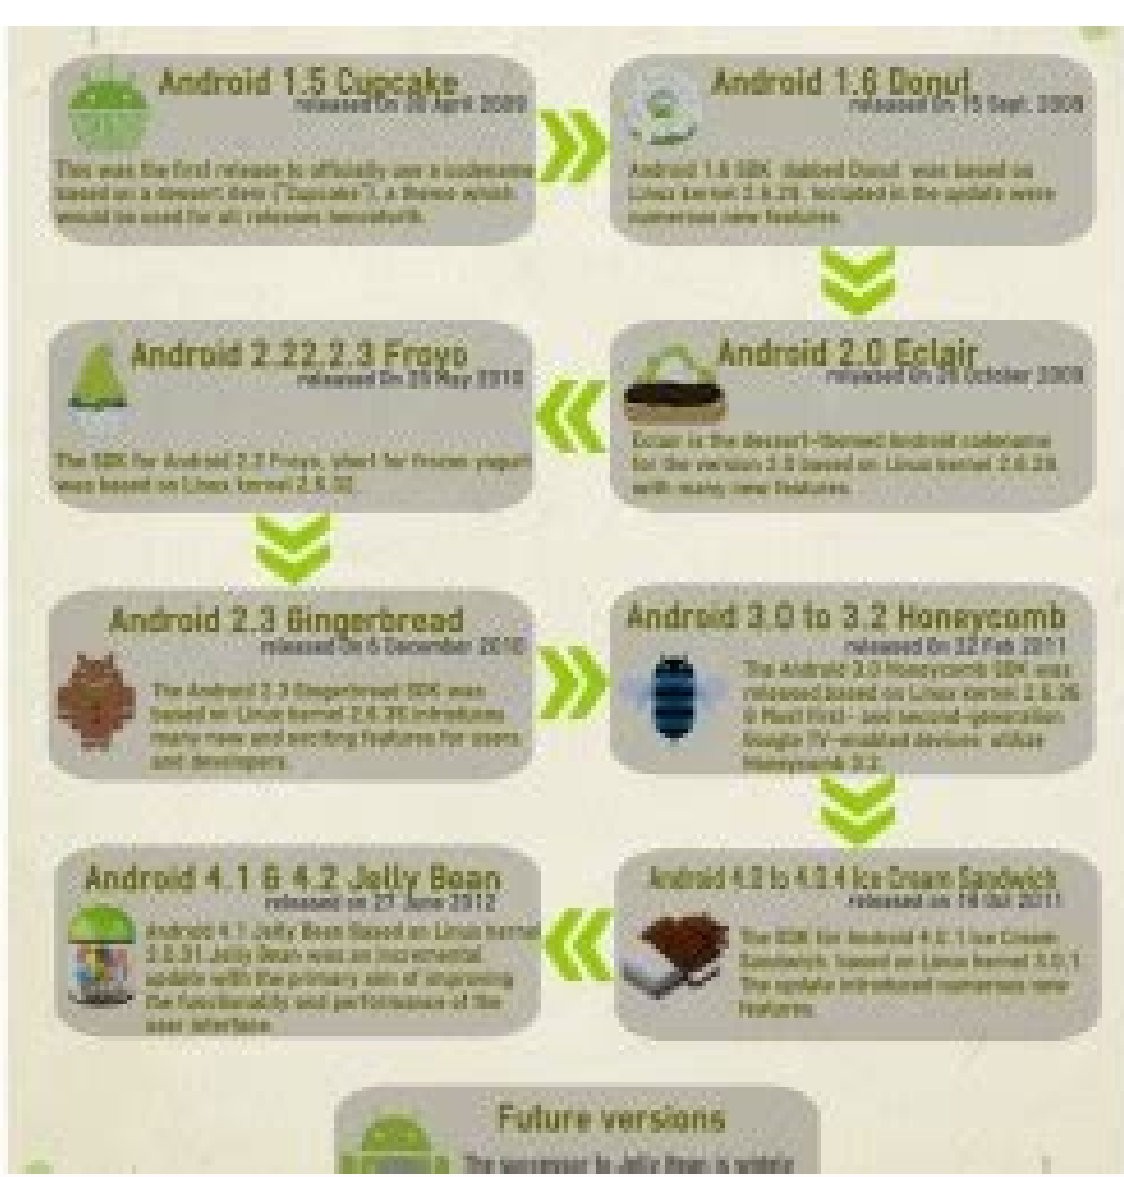 Android 1.5 Cupcake
released On 30 April 2009
This was the first release to officially use a codename
based on a dessert item ("Cupcake"), A theme which
would be used for all releases henceforth.
Android 1.6 Donut
released On 15 Sept. 2009
Android 1.6 SDK dubbed Donut was based on
Linux kernel 2.6.29. Included in the update were
numerous new features.
Android 2.0 Eclair
released On 26 October 2009
Eclair is the dessert-themed Android codename
for the version 2.0 based on Linux kernel 2.6.29
with many new features.
Android 2.22,2.3 Froyo
released On 20 May 2010
The SDK for Android 2.2 Froyo, short for frozen yogurt
was based on Linux kernel 2.6.32
Android 2.3 Gingerbread
released On 6 December 2010
The Android 2.3 Gingerbread SDK was
based on Linux kernel 2.6.35 introduces
many new and exciting features for users
and developers.
Android 3.0 to 3.2 Honeycomb
released On 22 Feb 2011
The Android 3.0 Honeycomb SDK was
released based on Linux kernel 2.6.36
Most first- and second-generation
Google TV-enabled devices utilize
Honeycomb 3.2.
Android 4.0 to 4.0.4 Ice Cream Sandwich
released on 2011
The SDK for Android 4.0.1 Ice Cream
Sandwich, based on Linux kernel 3.0.1
The update introduced numerous new
features.
Android 4.1 & 4.2 Jelly Bean
released on 27 June 2012
Android 4.1 Jelly Bean Based on Linux kernel
3.0.31 Jelly Bean was an incremental
update with the primary aim of improving
the functionality and performance of the
user interface.
Future versions
The successor to Jelly Bean is widely